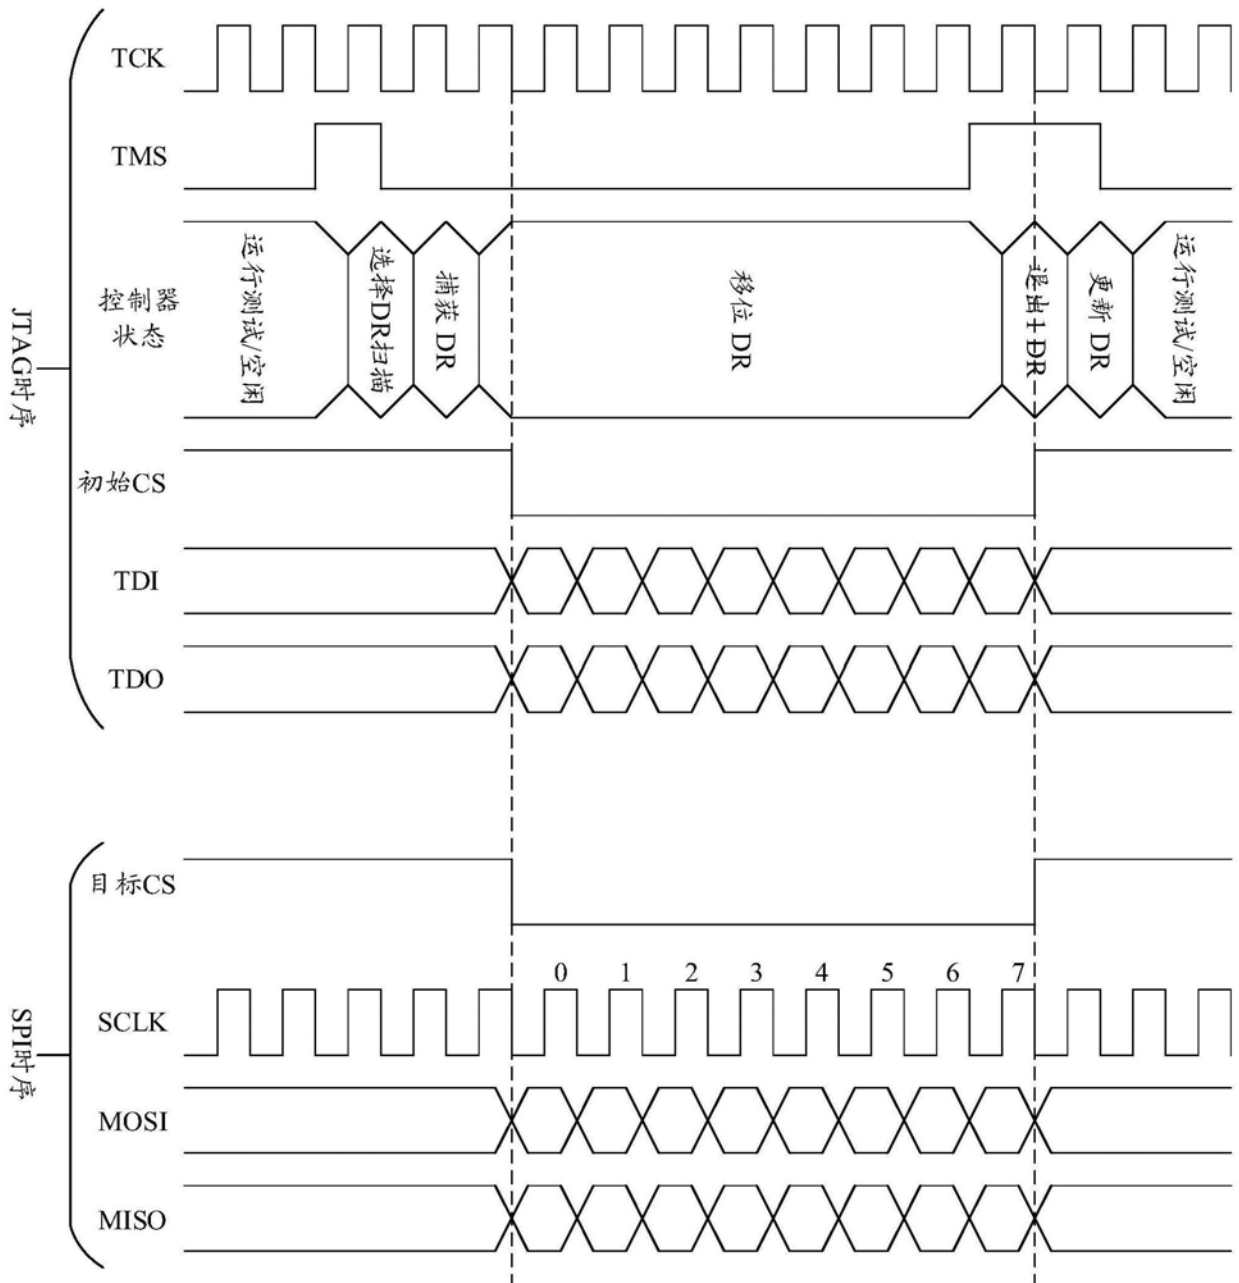 TCK
TMS
控制器
状态
运行测试/空闲
选择DR扫描
捕获 DR
移位 DR
退出1 DR
更新 DR
运行测试/空闲
JTAG时序
初始CS
TDI
TDO
目标CS
0 1 2 3 4 5 6 7
SCLK
SPI时序
MOSI
MISO